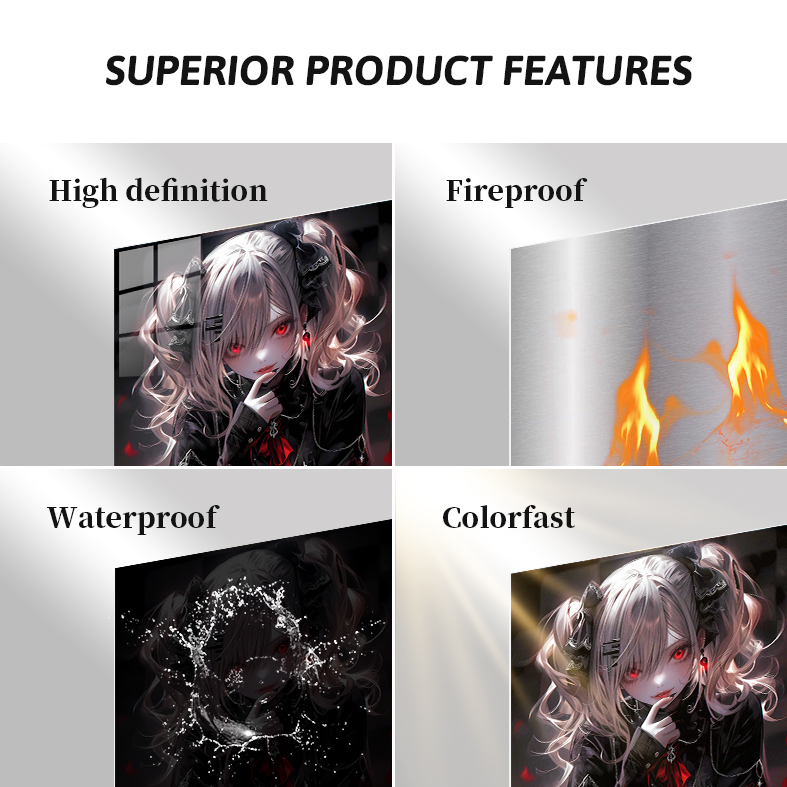 SUPERIOR PRODUCT FEATURES
High definition
Fireproof
Waterproof
Colorfast